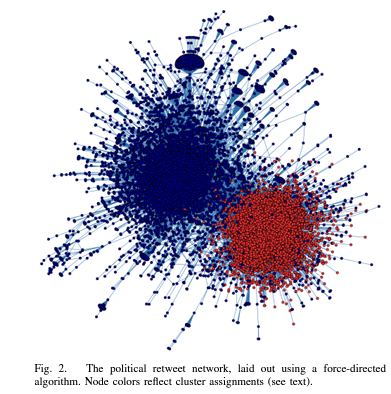 Fig. 2. The political retweet network, laid out using a force-directed
algorithm. Node colors reflect cluster assignments (see text).